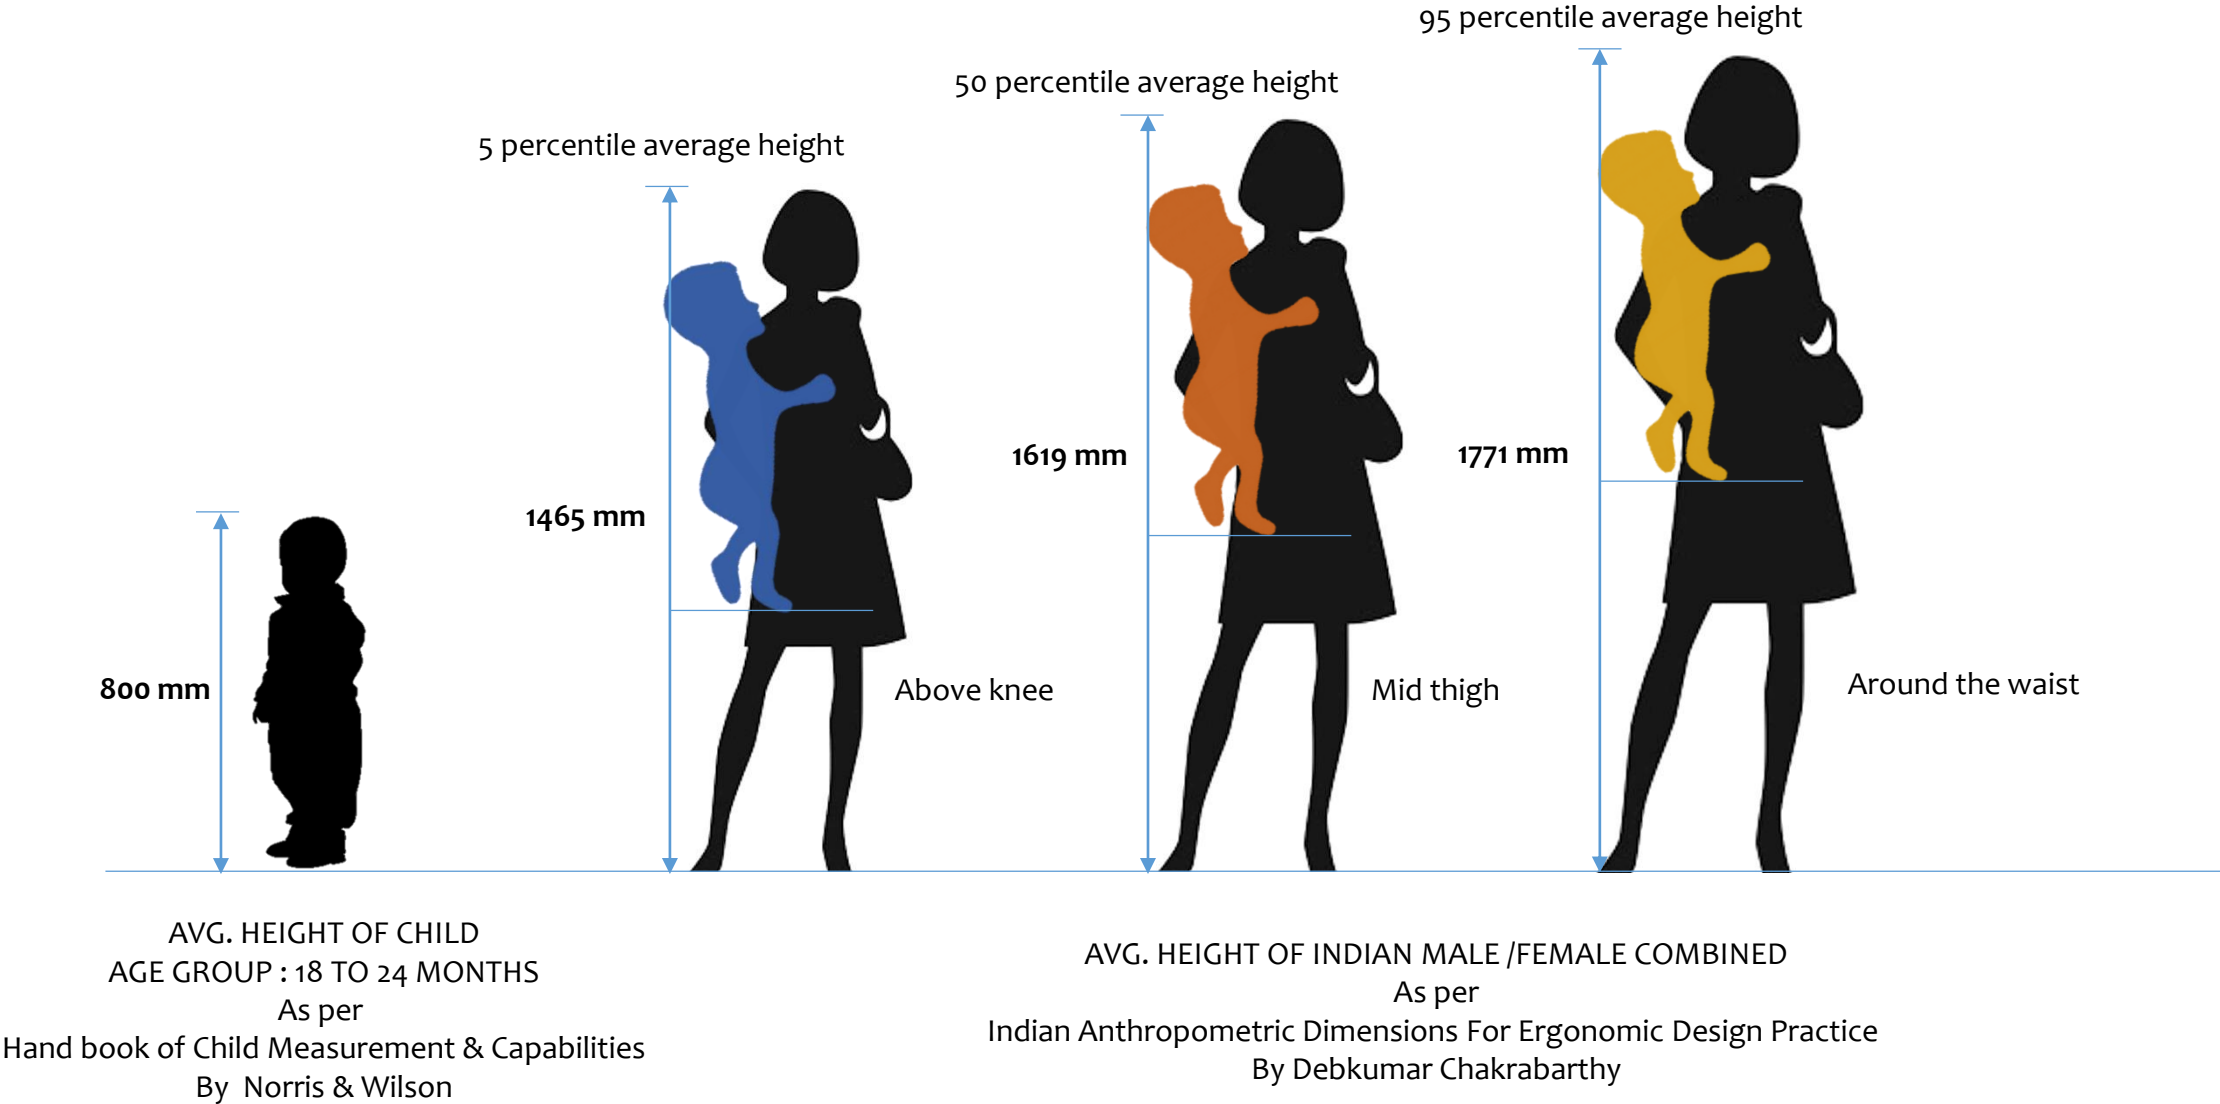 95 percentile average height
50 percentile average height
5 percentile average height
1619 mm
1771 mm
1465 mm
800 mm
Above knee
Mid thigh
Around the waist
AVG. HEIGHT OF CHILD
AGE GROUP : 18 TO 24 MONTHS
As per
Hand book of Child Measurement & Capabilities
By Norris & Wilson
AVG. HEIGHT OF INDIAN MALE /FEMALE COMBINED
As per
Indian Anthropometric Dimensions For Ergonomic Design Practice
By Debkumar Chakrabarthy